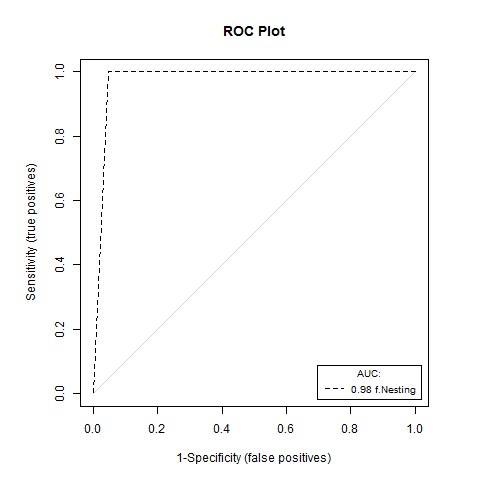 ROC Plot
Sensitivity (true positives)
1.0
0.8
0.6
0.4
0.2
0.0
AUC:
0.98 f.Nesting
0.0 0.2 0.4 0.6 0.8 1.0
1-Specificity (false positives)